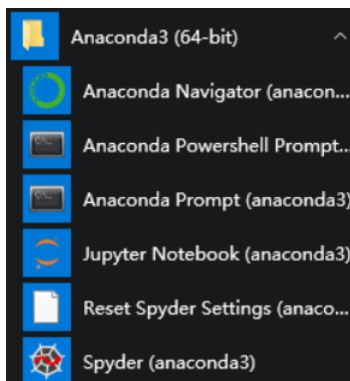 Anaconda3 (64-bit)
Anaconda Navigator (anacon...
Anaconda Powershell Prompt...
Anaconda Prompt (anaconda3)
Jupyter Notebook (anaconda3)
Reset Spyder Settings (anaco...
Spyder (anaconda3)